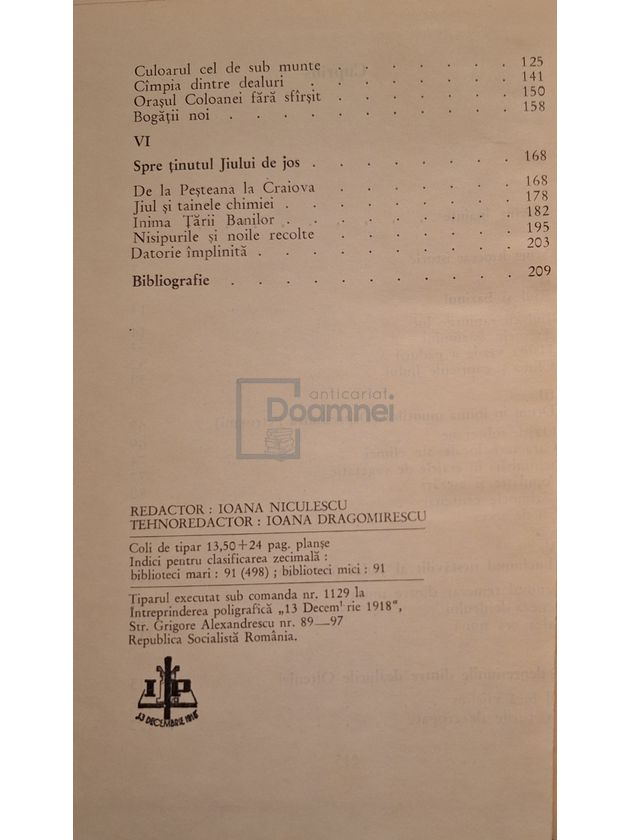 Culoarul cel de sub munte . . . . . . . 125
Cîmpia dintre dealuri . . . . . . . 141
Orașul Coloanei fără sfîrșit . . . . . . . 150
Bogății noi . . . . . . . . . . 158
VI
Spre ținutul Jiului de jos . . . . . . . . 168
De la Peșteana la Craiova . . . . . . . 168
Jiul și tainele chimiei . . . . . . . . . 178
Inima Țării Banilor . . . . . . . . . 182
Nisipurile și noile recolte . . . . . . . 195
Datorie împlinită . . . . . . . . . . 203
Bibliografie . . . . . . . . . . . 209
anticariat
Doamnei
REDACTOR : IOANA NICULESCU
TEHNOREDACTOR : IOANA DRAGOMIRESCU
Coli de tipar 13,50+24 pag. planșe
Indici pentru clasificarea zecimală :
biblioteci mari : 91 (498) ; biblioteci mici : 91
Tiparul executat sub comanda nr. 1129 la
Întreprinderea poligrafică „13 Decem' rie 1918",
Str. Grigore Alexandrescu nr. 89—97
Republica Socialistă România.
I P
13 DECEMBRIE 1918